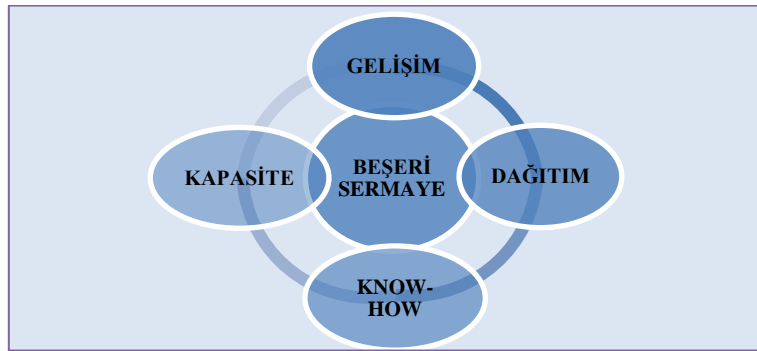 GELİŞİM
KAPASİTE
BEŞERİ
SERMAYE
DAĞITIM
KNOW-
HOW